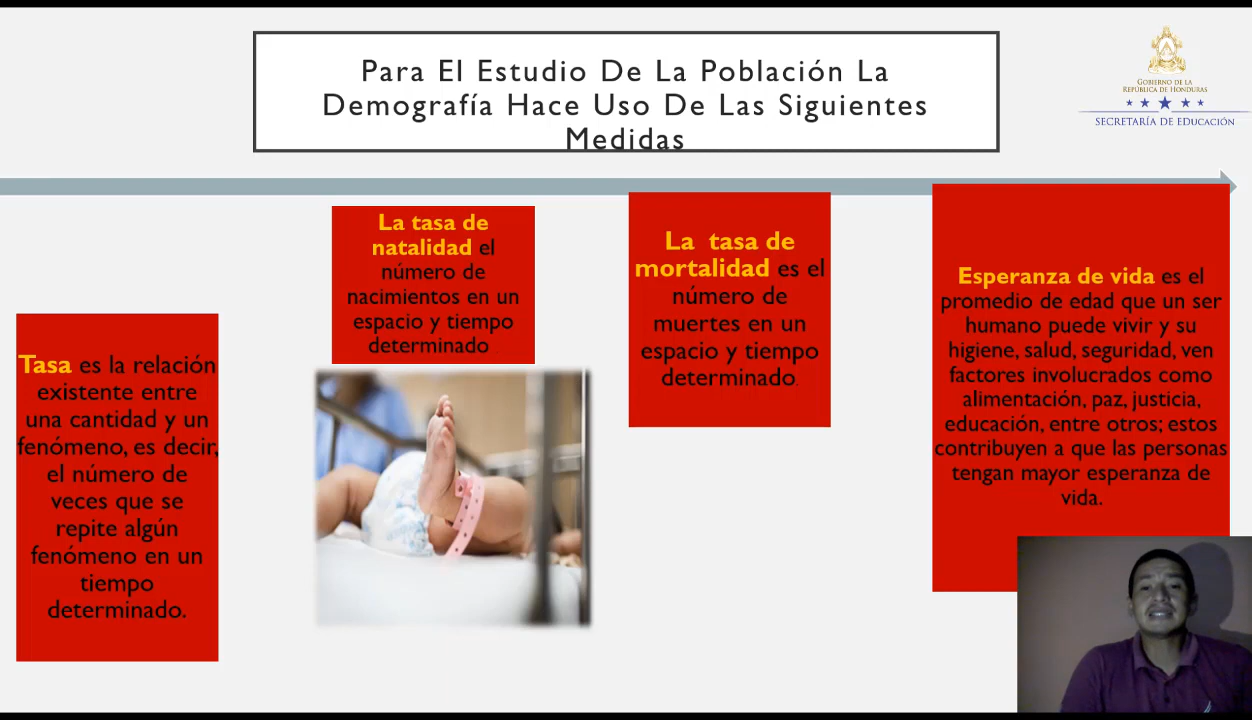 Para El Estudio De La Población La
Demografía Hace Uso De Las Siguientes
Medidas
GOBIERNO DE LA
REPÚBLICA DE HONDURAS
SECRETARÍA DE EDUCACIÓN
Tasa es la relación
existente entre
una cantidad y un
fenómeno, es decir,
el número de
veces que se
repite algún
fenómeno en un
tiempo
determinado.
La tasa de
natalidad el
número de
nacimientos en un
espacio y tiempo
determinado
La tasa de
mortalidad es el
número de
muertes en un
espacio y tiempo
determinado.
Esperanza de vida es el
promedio de edad que un ser
humano puede vivir y su
higiene, salud, seguridad, ven
factores involucrados como
alimentación, paz, justicia,
educación, entre otros; estos
contribuyen a que las personas
tengan mayor esperanza de
vida.